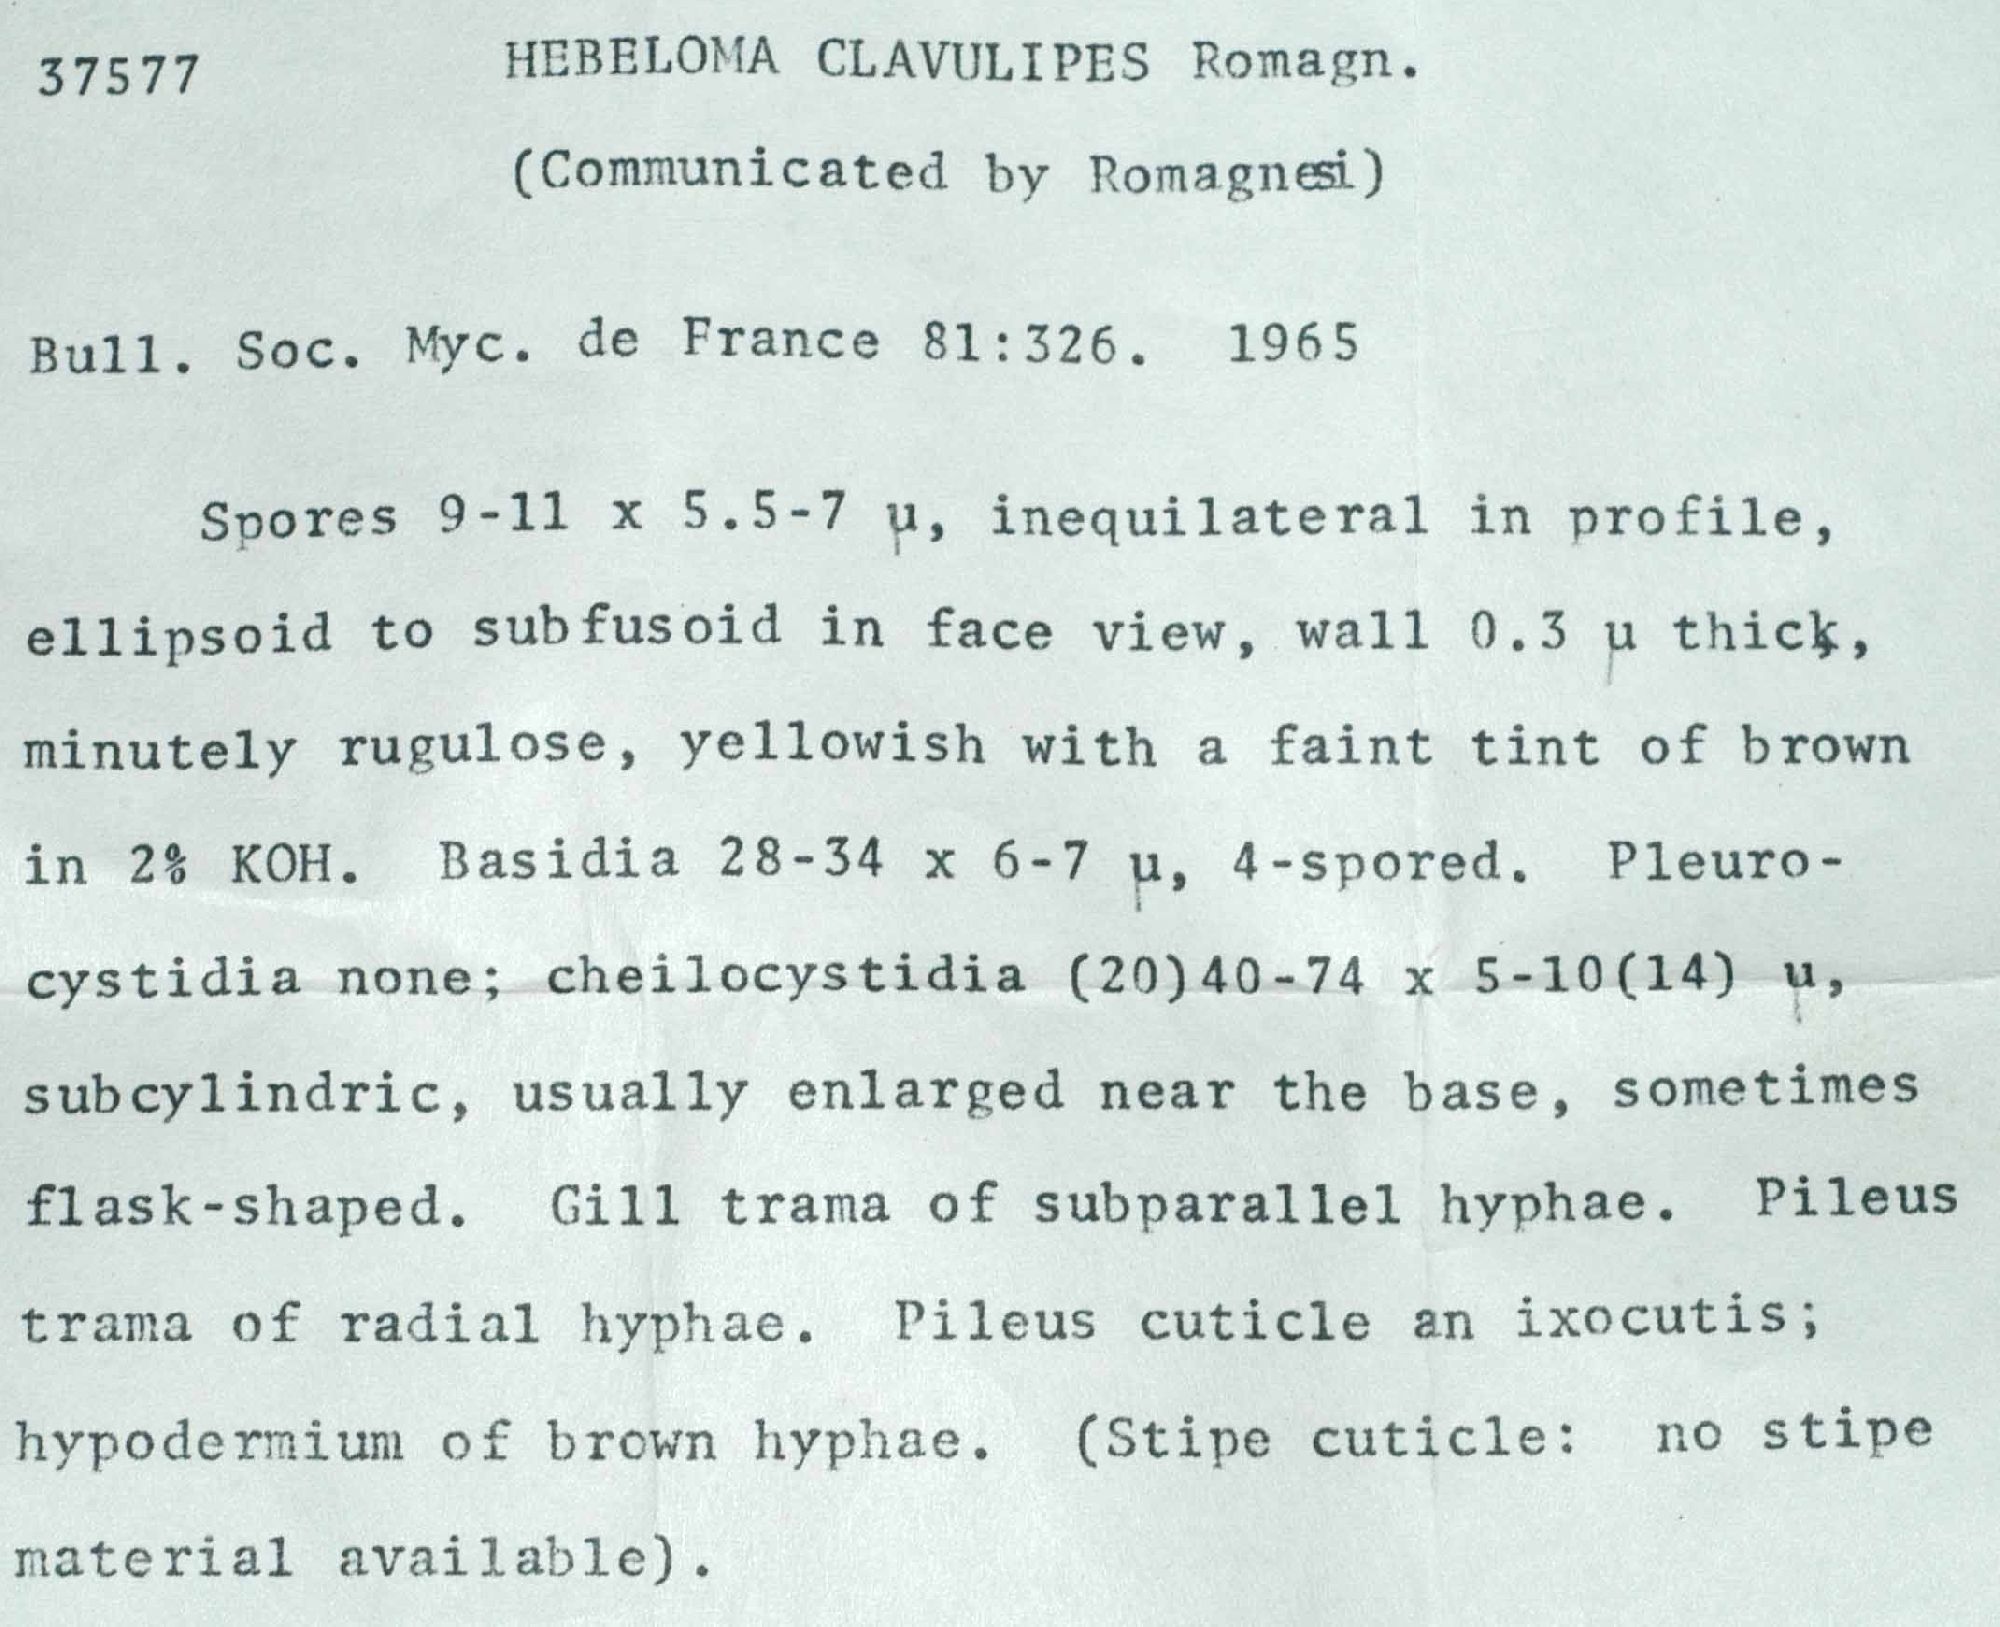 37577 HEBELOMA CLAVULIPES Romagn.
(Communicated by Romagnesi)
Bull. Soc. Myc. de France 81:326. 1965
Spores 9-11 x 5.5-7 µ, inequilateral in profile,
ellipsoid to subfusoid in face view, wall 0.3 µ thick,
minutely rugulose, yellowish with a faint tint of brown
in 2% KOH. Basidia 28-34 x 6-7 µ, 4-spored. Pleuro-
cystidia none; cheilocystidia (20)40-74 x 5-10(14) µ,
subcylindric, usually enlarged near the base, sometimes
flask-shaped. Gill trama of subparallel hyphae. Pileus
trama of radial hyphae. Pileus cuticle an ixocutis;
hypodermium of brown hyphae. (Stipe cuticle: no stipe
material available).